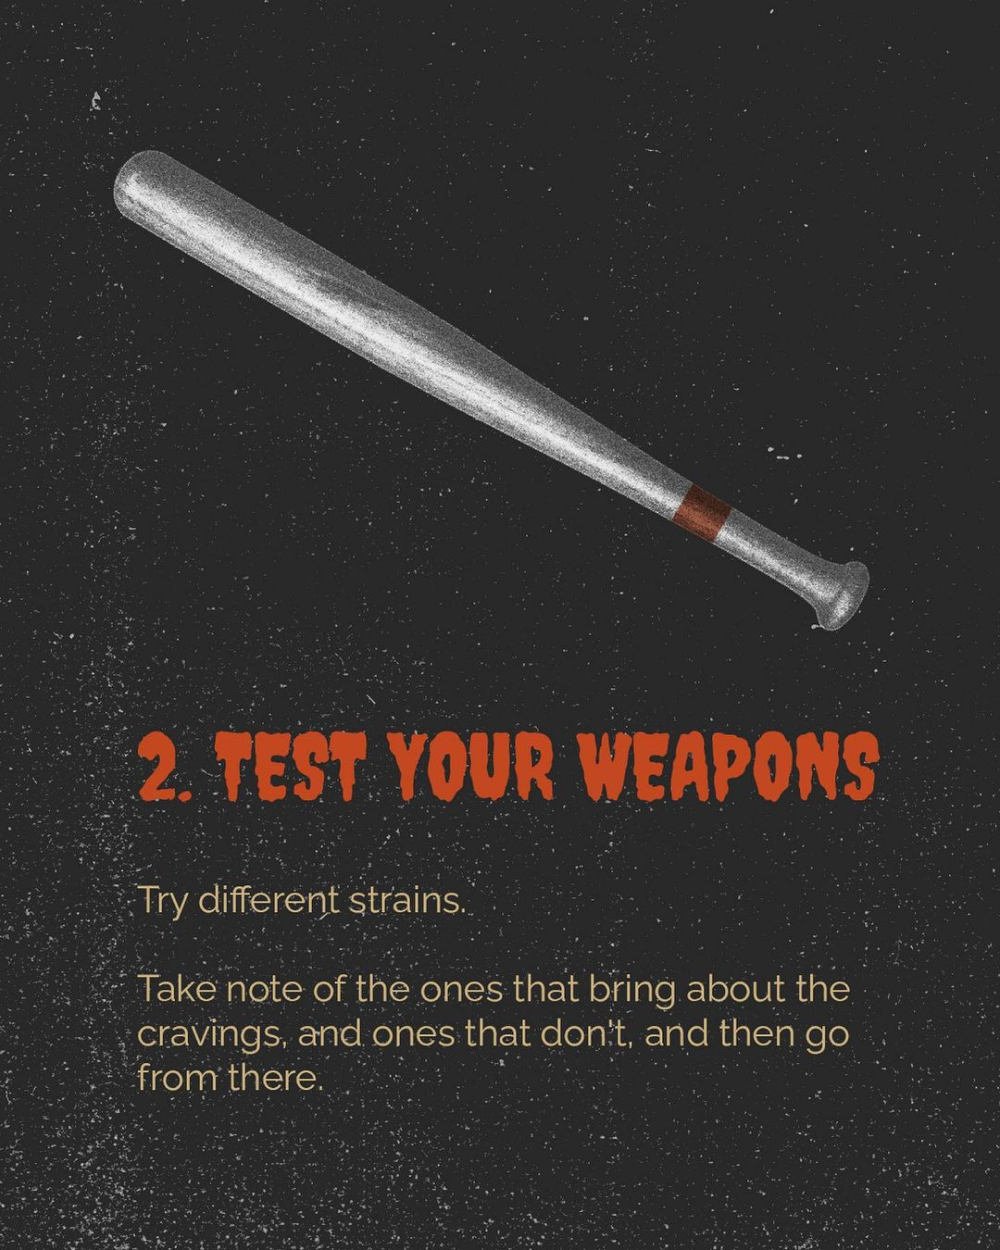 2. TEST YOUR WEAPONS
Try different strains.
Take note of the ones that bring about the
cravings, and ones that don't, and then go
from there.